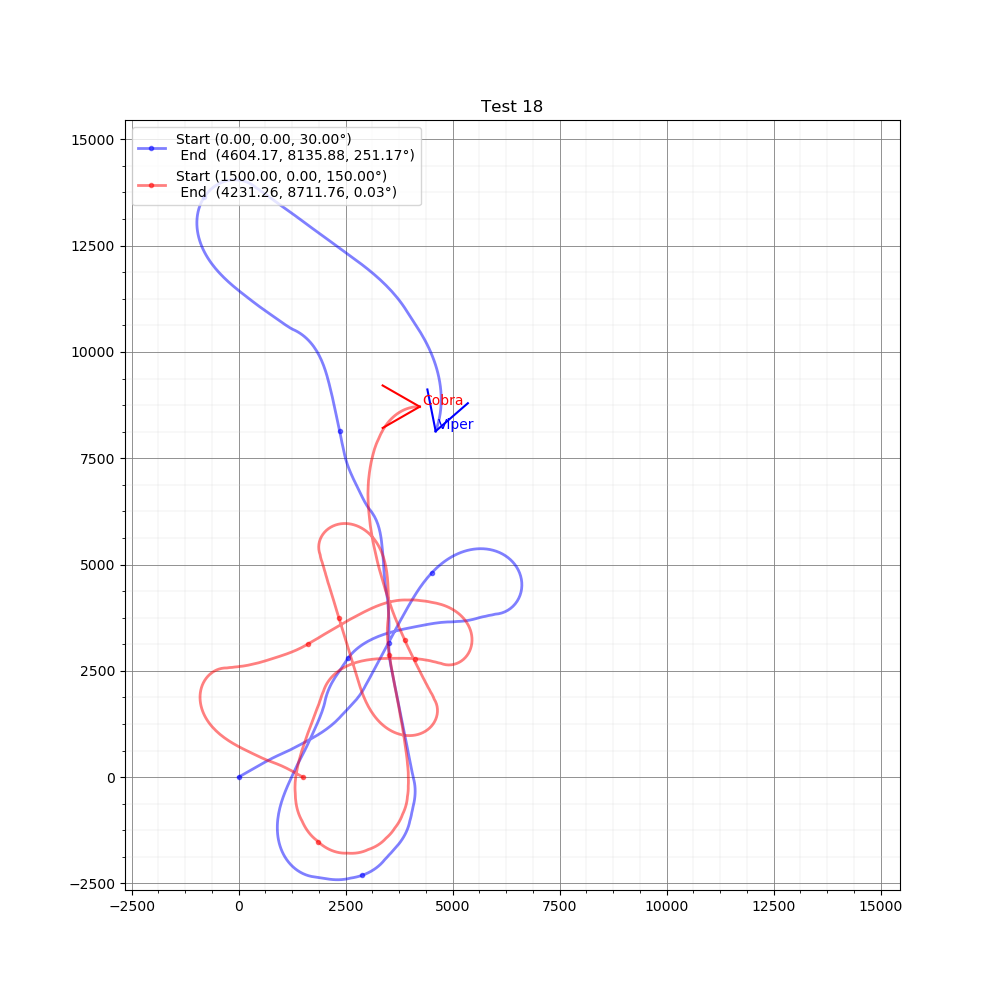 Test 18
Start (0.00, 0.00, 30.00°)
End (4604.17, 8135.88, 251.17°)
Start (1500.00, 0.00, 150.00°)
End (4231.26, 8711.76, 0.03°)
15000
12500
10000
7500
5000
2500
0
−2500
Cobra
Viper
−2500 0 2500 5000 7500 10000 12500 15000